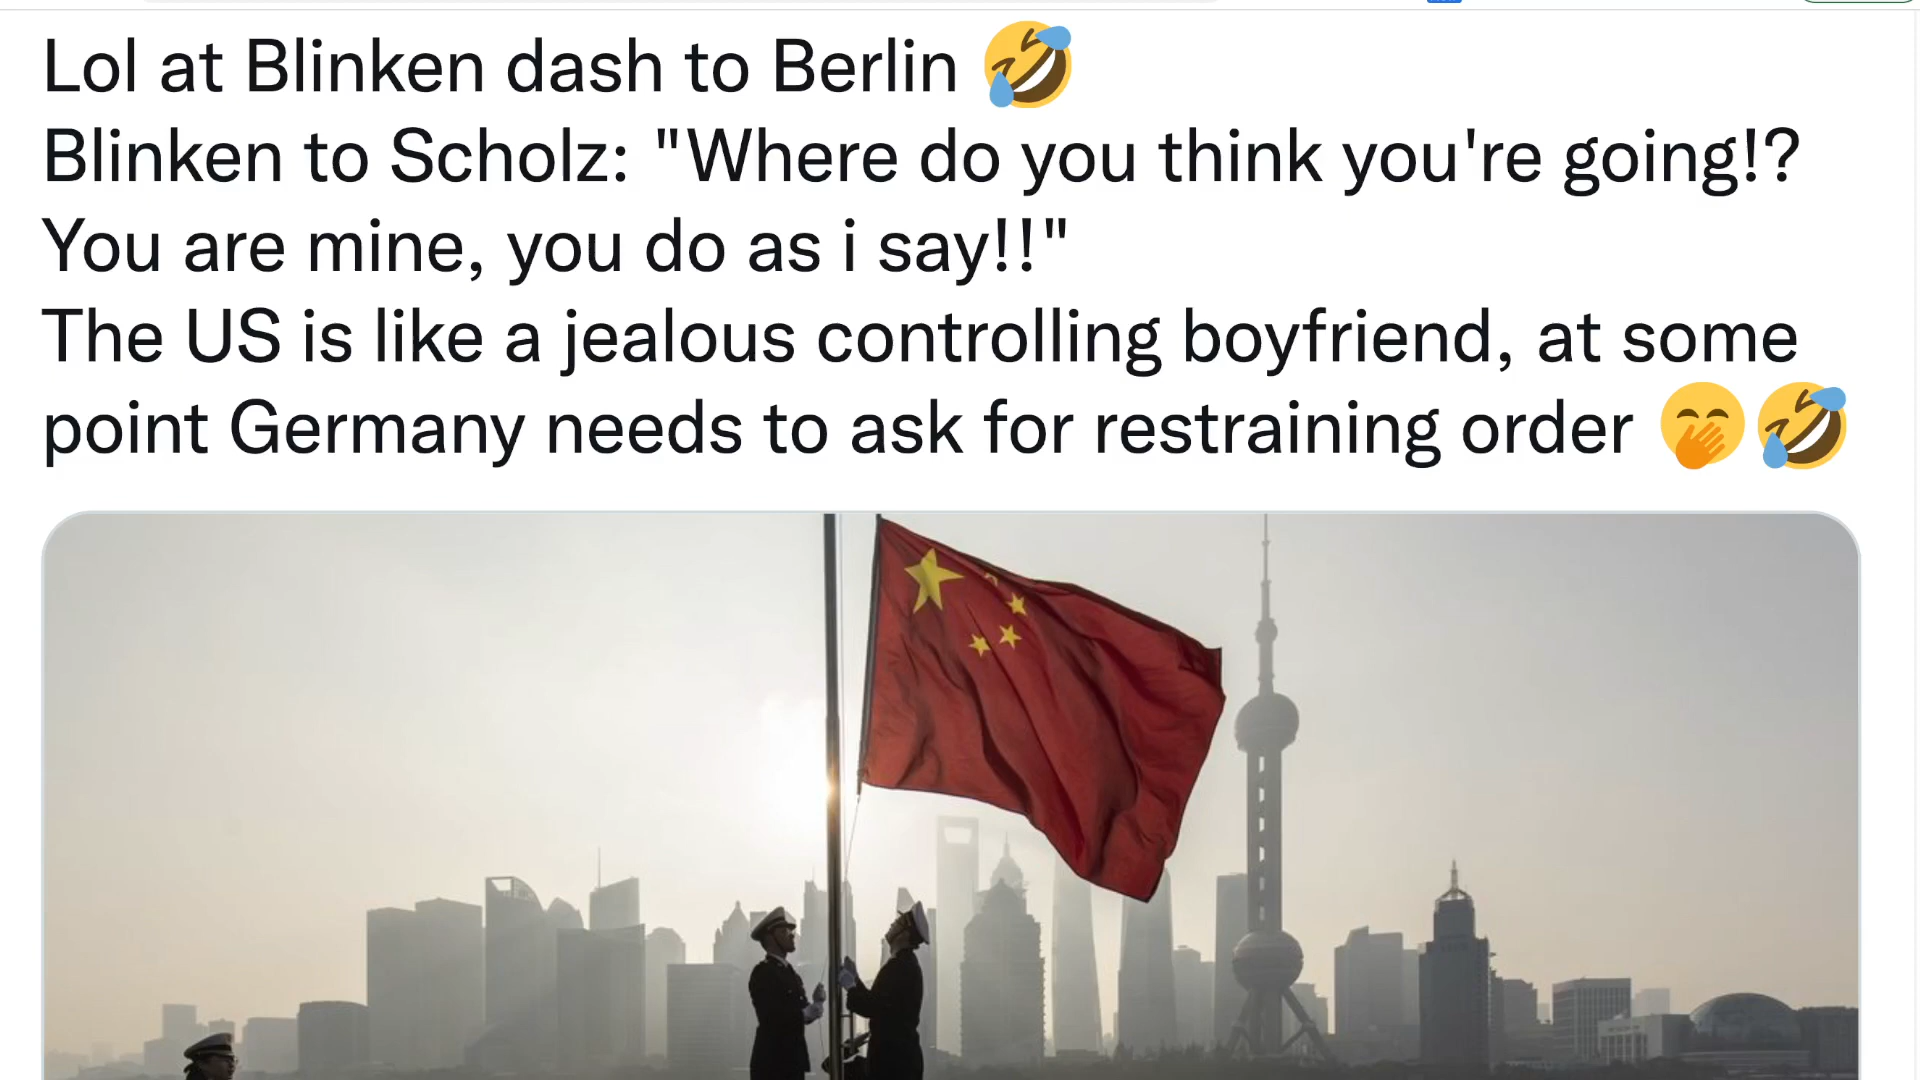 Lol at Blinken dash to Berlin 🤣
Blinken to Scholz: "Where do you think you're going!?
You are mine, you do as i say!!"
The US is like a jealous controlling boyfriend, at some
point Germany needs to ask for restraining order 🤭🤣